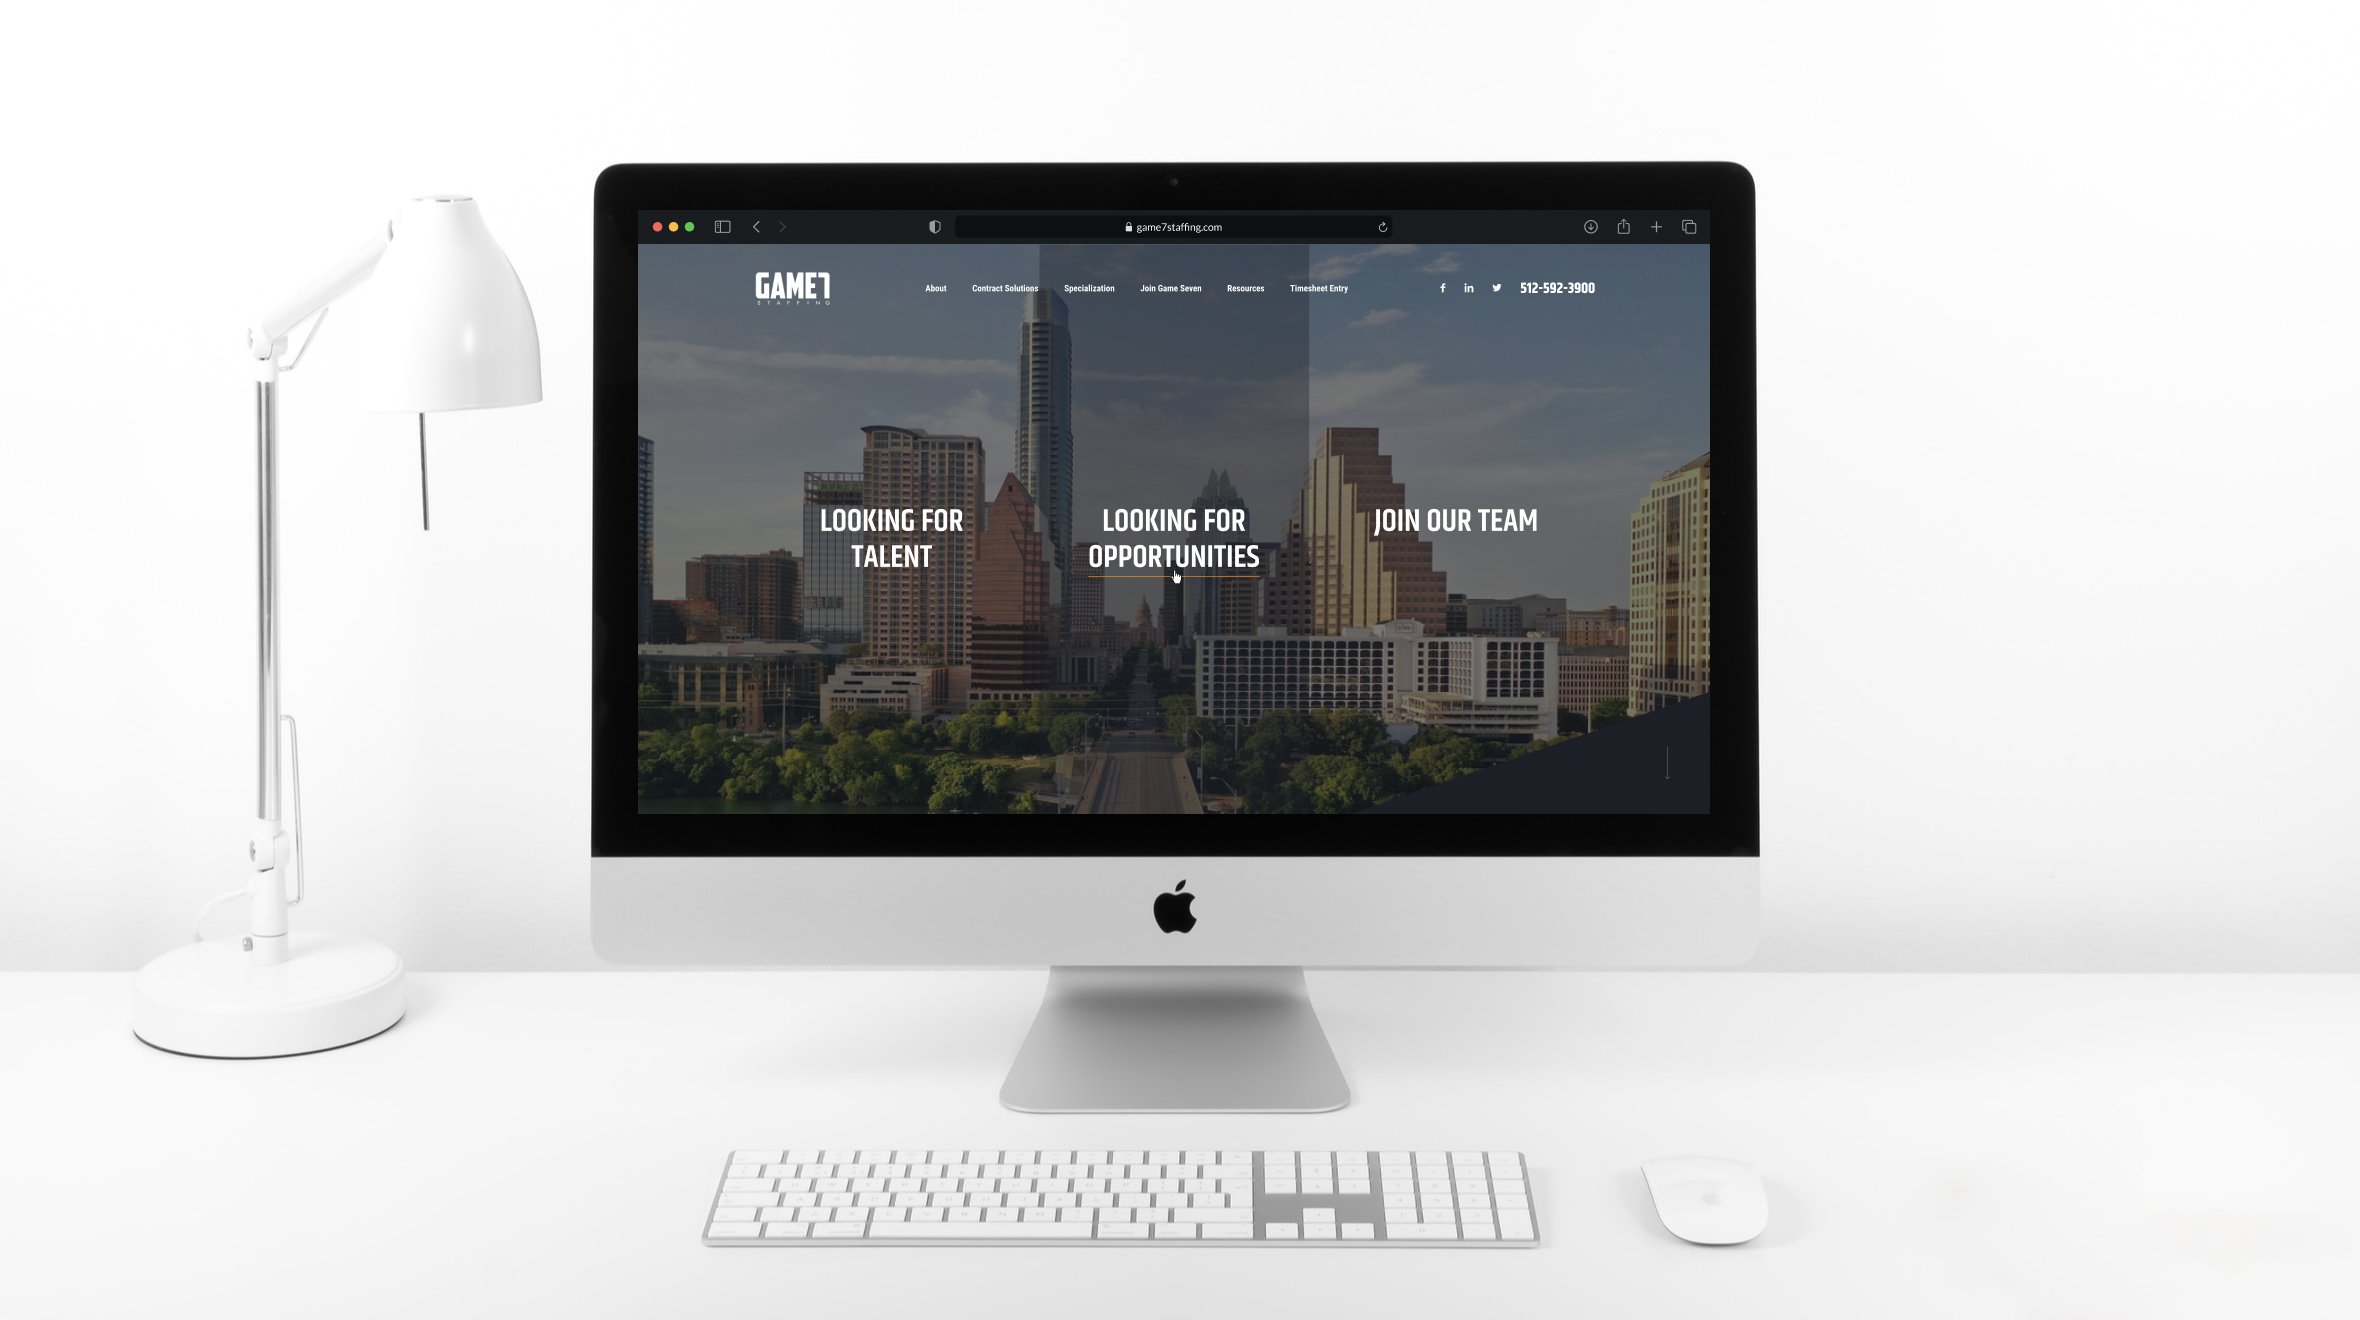 game7staffing.com
GAME7
STAFFING
About
Contract Solutions
Specialization
Join Game Seven
Resources
Timesheet Entry
f
in
512-592-3900
LOOKING FOR
TALENT
LOOKING FOR
OPPORTUNITIES
JOIN OUR TEAM